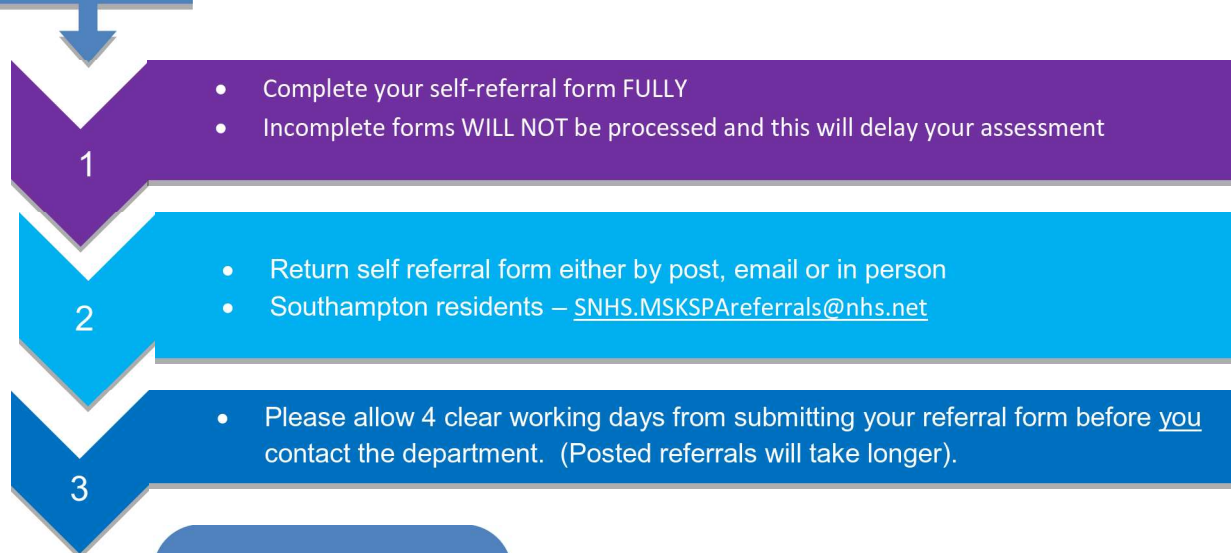 • Complete your self-referral form FULLY
• Incomplete forms WILL NOT be processed and this will delay your assessment
1
• Return self referral form either by post, email or in person
• Southampton residents – SNHS.MSKSPAreferrals@nhs.net
2
• Please allow 4 clear working days from submitting your referral form before you
contact the department. (Posted referrals will take longer).
3